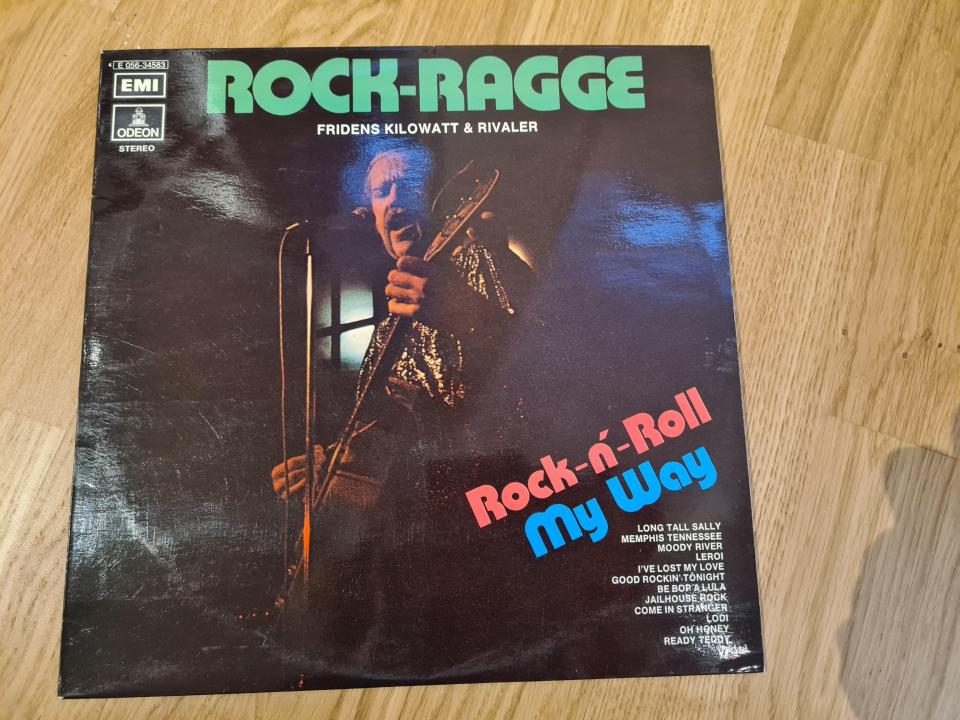 4 E 056-34583
EMI
ODEON
STEREO
ROCK-RAGGE
FRIDENS KILOWATT & RIVALER
Rock-ń-Roll
My Way
LONG TALL SALLY
MEMPHIS TENNESSEE
MOODY RIVER
LEROI
I'VE LOST MY LOVE
GOOD ROCKIN' TONIGHT
BE BOP A LULA
JAILHOUSE ROCK
COME IN STRANGER
LODI
OH HONEY
READY TEDDY